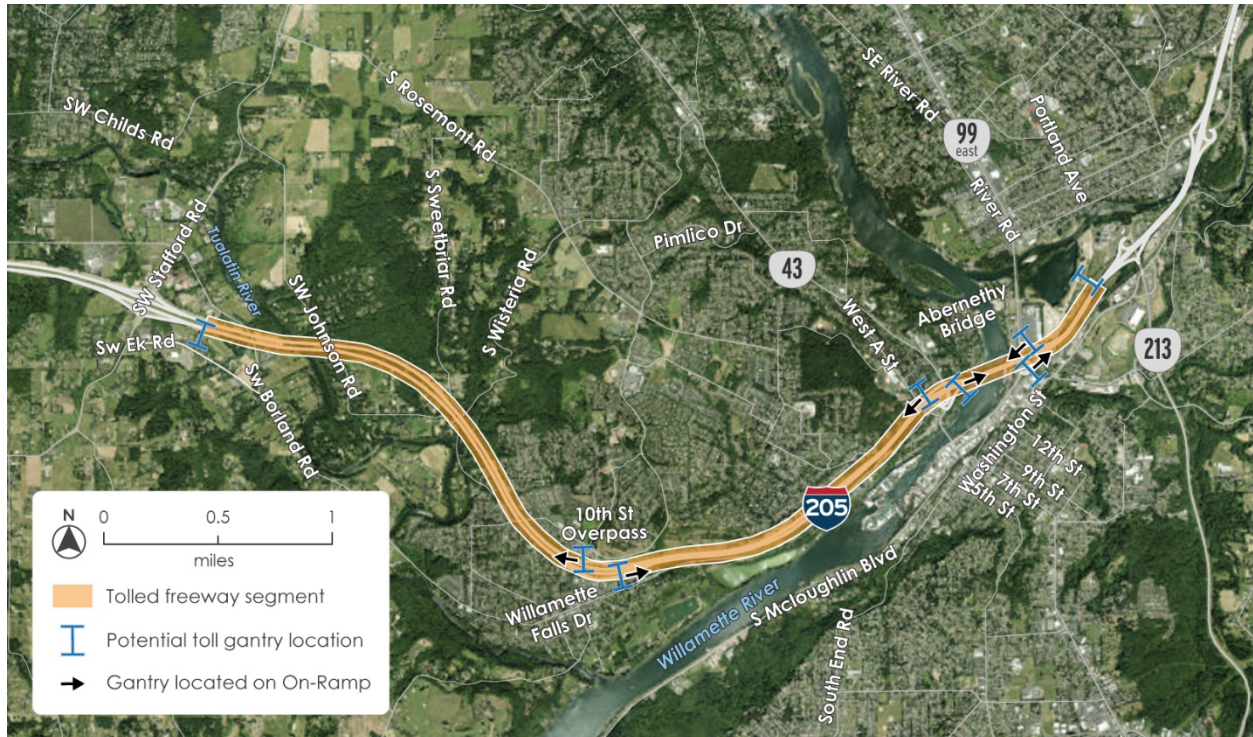 SW Childs Rd
S Rosemont Rd
SE River Rd
99
east
Portland Ave
River Rd
SW Stafford Rd
Tualatin River
S Sweetbriar Rd
Pimlico Dr
43
S Wisteria Rd
Sw Ek Rd
SW Johnson Rd
West A St
Abernethy
Bridge
213
Sw Borland Rd
Washington St
12th St
9th St
7th St
5th St
205
10th St
Overpass
Willamette
Falls Dr
Willamette River
S Mcloughlin Blvd
South End Rd
N
0 0.5 1
miles
Tolled freeway segment
Potential toll gantry location
Gantry located on On-Ramp